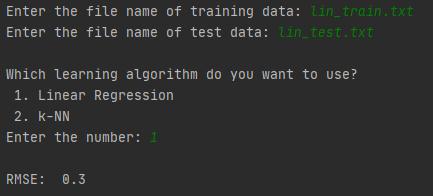 Enter the file name of training data: lin_train.txt
Enter the file name of test data: lin_test.txt
Which learning algorithm do you want to use?
1. Linear Regression
2. k-NN
Enter the number: 1
RMSE:  0.3